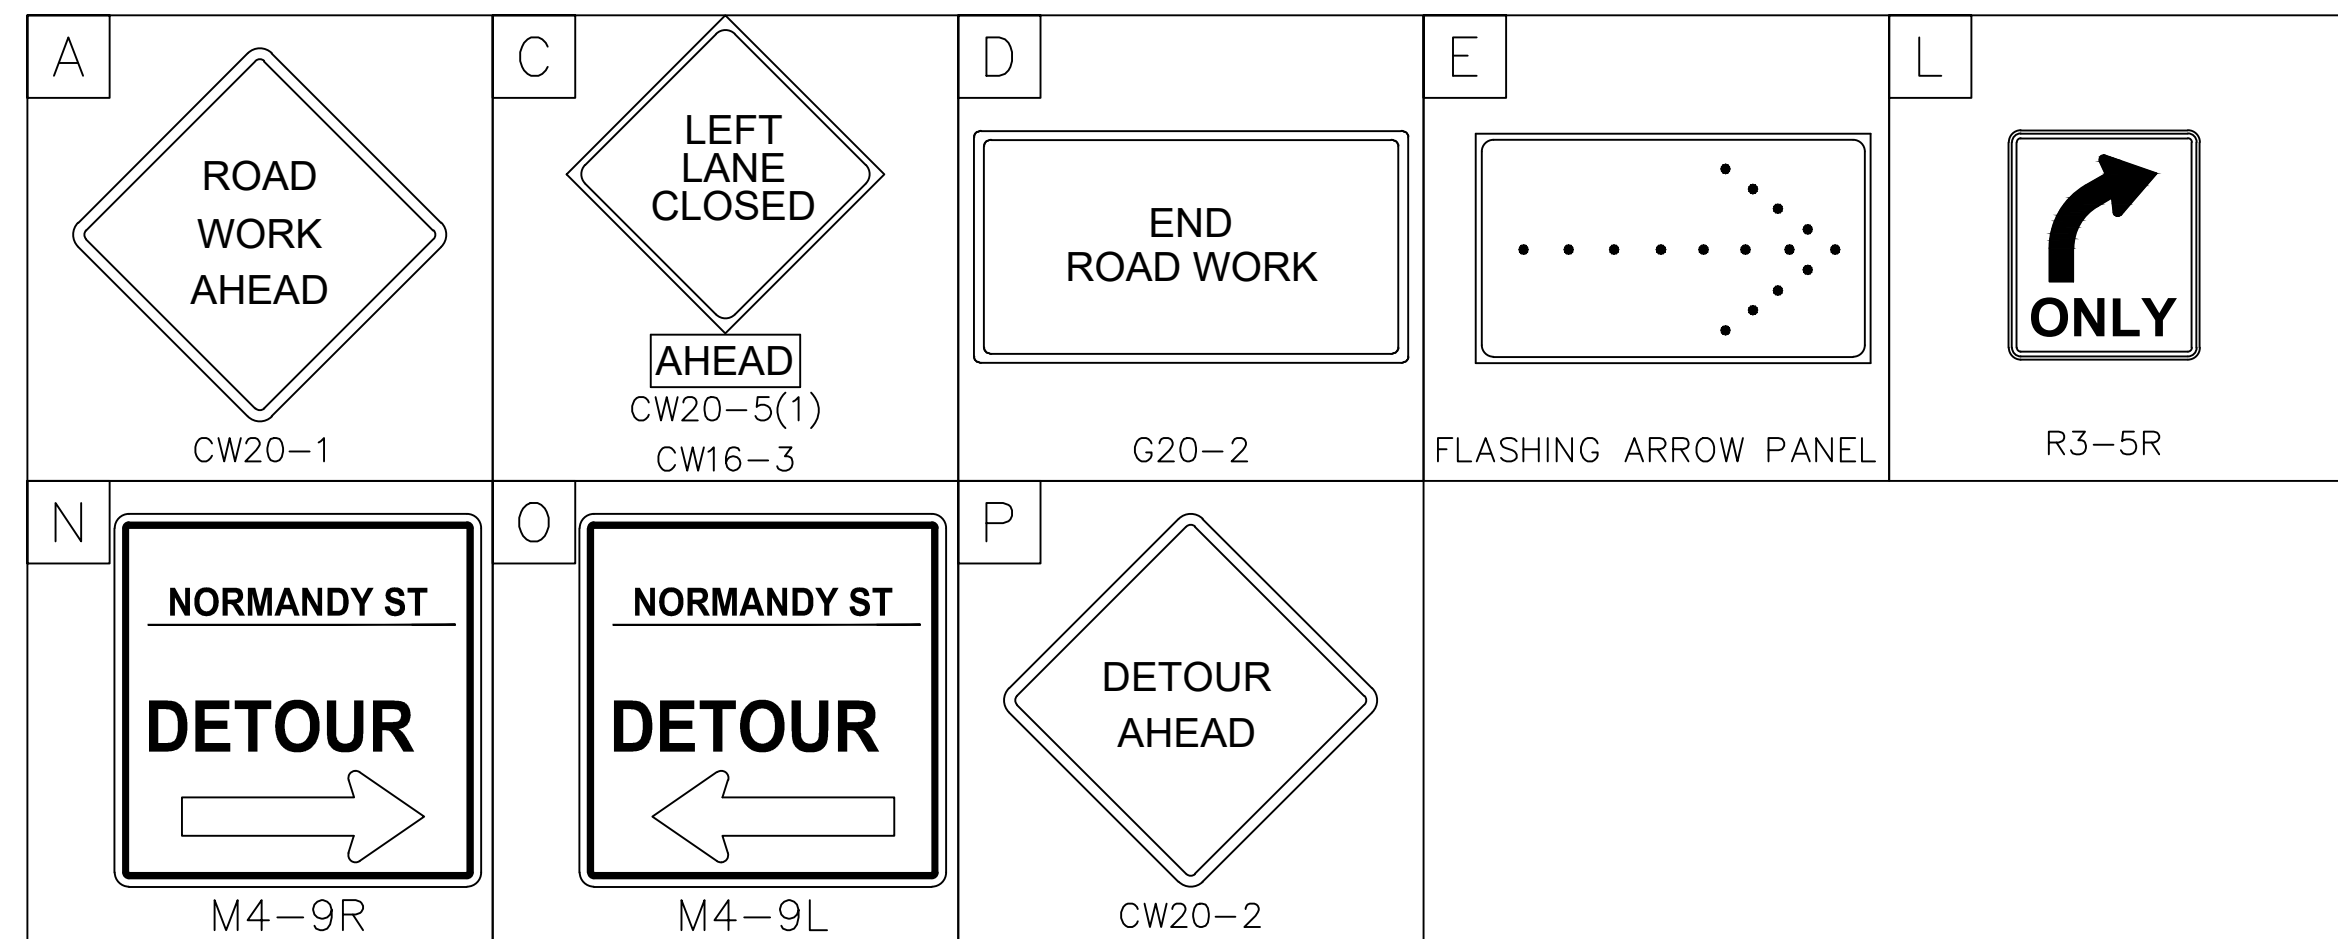 A
ROAD
WORK
AHEAD
CW20-1
C
LEFT
LANE
CLOSED
AHEAD
CW20-5(1)
CW16-3
D
END
ROAD WORK
G20-2
E
FLASHING ARROW PANEL
L
ONLY
R3-5R
N
NORMANDY ST
DETOUR
M4-9R
O
NORMANDY ST
DETOUR
M4-9L
P
DETOUR
AHEAD
CW20-2